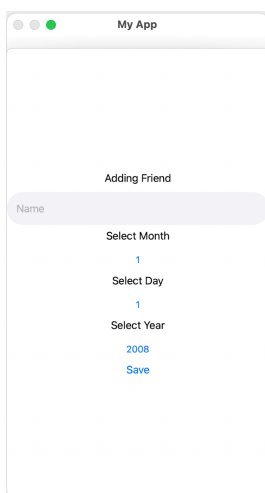 My App
Adding Friend
Name
Select Month
1
Select Day
1
Select Year
2008
Save